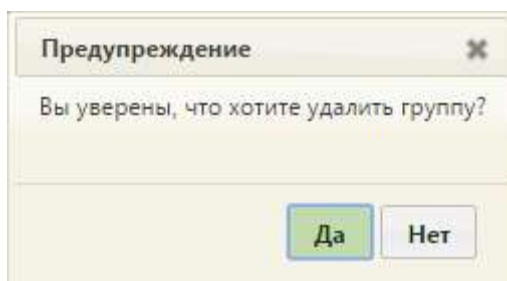 Предупреждение
Вы уверены, что хотите удалить группу?
Да Нет